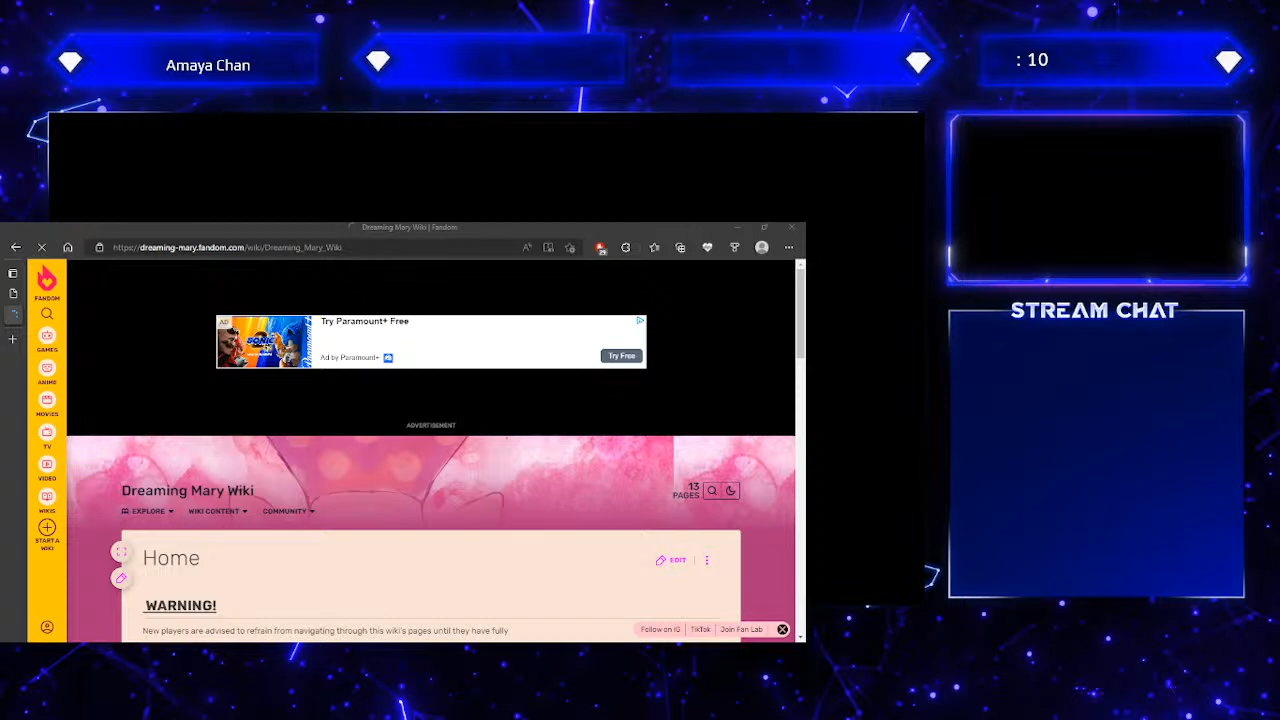 Amaya Chan
: 10
Dreaming Mary Wiki | Fandom
https://dreaming-mary.fandom.com/wiki/Dreaming_Mary_Wiki
29
FANDOM
GAMES
ANIME
MOVIES
TV
VIDEO
WIKIS
START A
WIKI
AD
Try Paramount+ Free
Ad by Paramount+
Try Free
ADVERTISEMENT
Dreaming Mary Wiki
13
PAGES
EXPLORE
WIKI CONTENT
COMMUNITY
Home
EDIT
WARNING!
New players are advised to refrain from navigating through this wiki's pages until they have fully
Follow on IG
TikTok
Join Fan Lab
STREAM CHAT